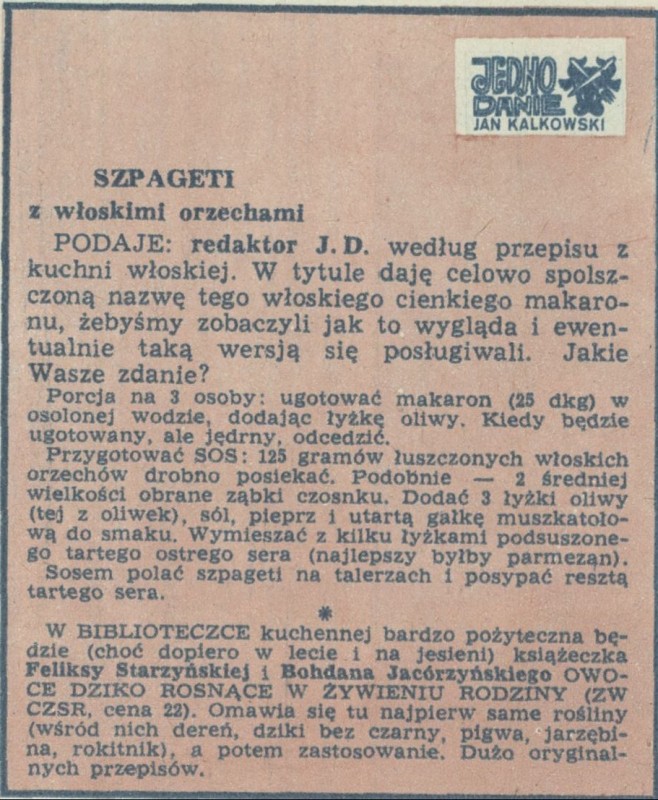 JEDNO
DANIE
JAN KALKOWSKI
SZPAGETI
z włoskimi orzechami
PODAJE: redaktor J. D. według przepisu z
kuchni włoskiej. W tytule daję celowo spolsz-
czoną nazwę tego włoskiego cienkiego makaro-
nu, żebyśmy zobaczyli jak to wygląda i ewen-
tualnie taką wersją się posługiwali. Jakie
Wasze zdanie?
Porcja na 3 osoby: ugotować makaron (25 dkg) w
osolonej wodzie, dodając łyżkę oliwy. Kiedy będzie
ugotowany, ale jędrny, odcedzić.
Przygotować SOS: 125 gramów łuszczonych włoskich
orzechów drobno posiekać. Podobnie — 2 średniej
wielkości obrane ząbki czosnku. Dodać 3 łyżki oliwy
(tej z oliwek), sól, pieprz i utartą gałkę muszkatoło-
wą do smaku. Wymieszać z kilku łyżkami podsuszone-
go tartego ostrego sera (najlepszy byłby parmezan).
Sosem polać szpageti na talerzach i posypać resztą
tartego sera.
*
W BIBLIOTECZCE kuchennej bardzo pożyteczna bę-
dzie (choć dopiero w lecie i na jesieni) książeczka
Feliksy Starzyńskiej i Bohdana Jacórzyńskiego OWO-
CE DZIKO ROSNĄCE W ŻYWIENIU RODZINY (ZW
CZSR, cena 22). Omawia się tu najpierw same rośliny
(wśród nich dereń, dziki bez czarny, pigwa, jarzębi-
na, rokitnik), a potem zastosowanie. Dużo oryginal-
nych przepisów.